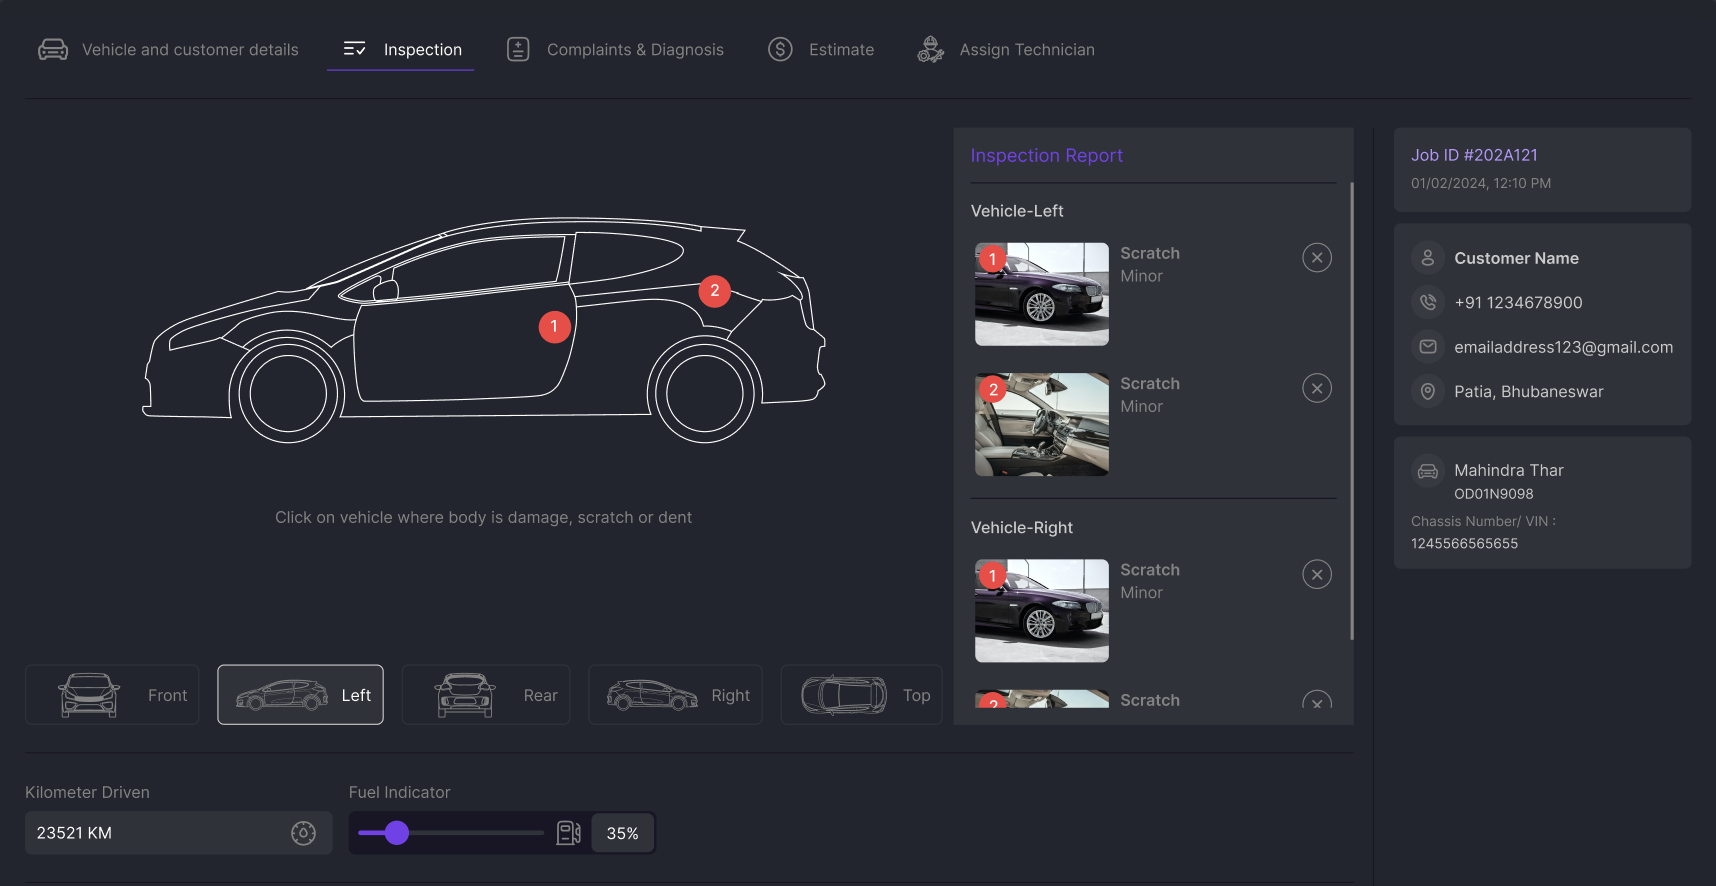 Vehicle and customer details
Inspection
Complaints & Diagnosis
Estimate
Assign Technician
1
2
Click on vehicle where body is damage, scratch or dent
Front
Left
Rear
Right
Top
Inspection Report
Vehicle-Left
1
Scratch
Minor
2
Scratch
Minor
Vehicle-Right
1
Scratch
Minor
2
Scratch
Job ID #202A121
01/02/2024, 12:10 PM
Customer Name
+91 1234678900
emailaddress123@gmail.com
Patia, Bhubaneswar
Mahindra Thar
OD01N9098
Chassis Number/ VIN :
1245566565655
Kilometer Driven
23521 KM
Fuel Indicator
35%